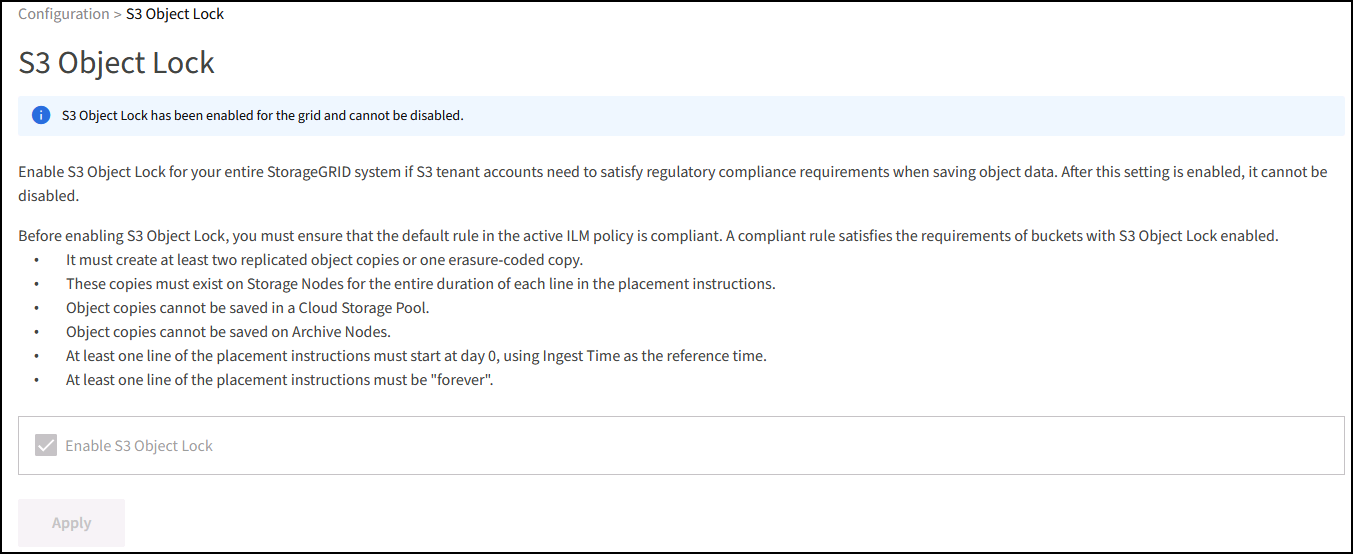 Configuration > S3 Object Lock
S3 Object Lock
S3 Object Lock has been enabled for the grid and cannot be disabled.
Enable S3 Object Lock for your entire StorageGRID system if S3 tenant accounts need to satisfy regulatory compliance requirements when saving object data. After this setting is enabled, it cannot be
disabled.
Before enabling S3 Object Lock, you must ensure that the default rule in the active ILM policy is compliant. A compliant rule satisfies the requirements of buckets with S3 Object Lock enabled.
• It must create at least two replicated object copies or one erasure-coded copy.
• These copies must exist on Storage Nodes for the entire duration of each line in the placement instructions.
• Object copies cannot be saved in a Cloud Storage Pool.
• Object copies cannot be saved on Archive Nodes.
• At least one line of the placement instructions must start at day 0, using Ingest Time as the reference time.
• At least one line of the placement instructions must be "forever".
Enable S3 Object Lock
Apply